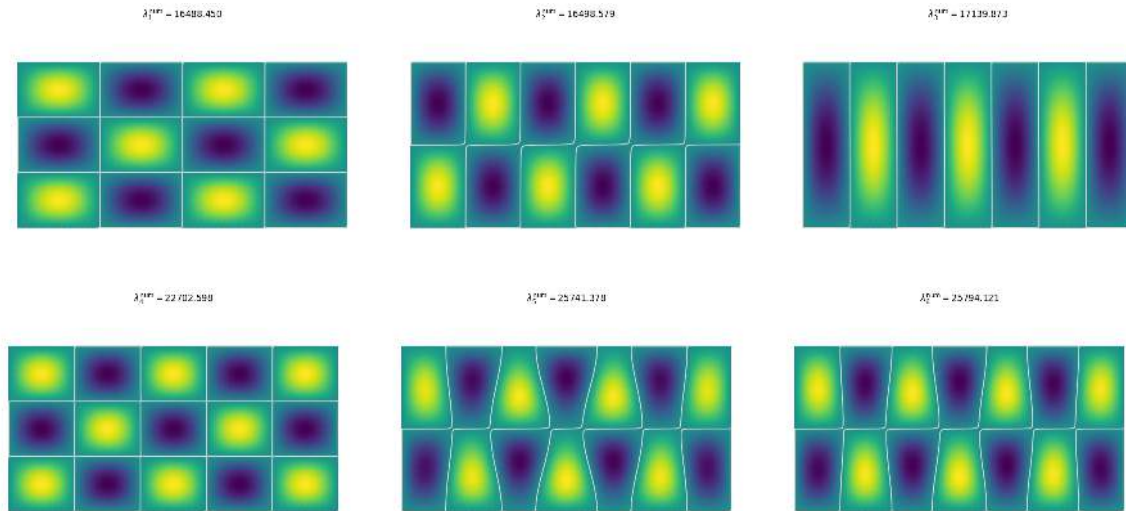 λ₁ⁿᵘᵐ = 16488.450
λ₂ⁿᵘᵐ = 16498.579
λ₃ⁿᵘᵐ = 17139.873
λ₄ⁿᵘᵐ = 22702.598
λ₅ⁿᵘᵐ = 25741.378
λ₆ⁿᵘᵐ = 25794.121